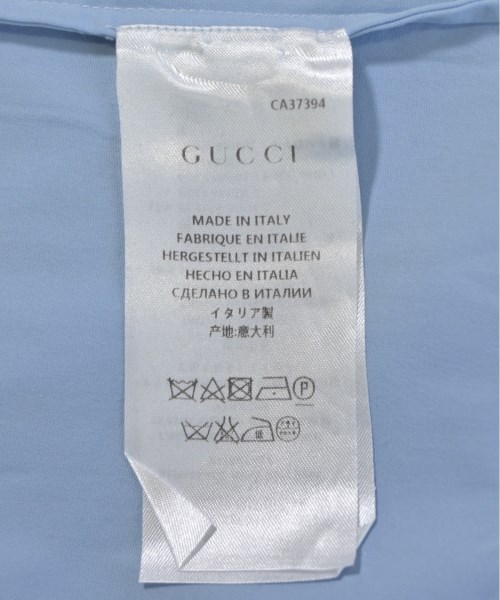 CA37394
GUCCI
MADE IN ITALY
FABRIQUE EN ITALIE
HERGESTELLT IN ITALIEN
HECHO EN ITALIA
СДЕЛАНО В ИТАЛИИ
イタリア製
产地:意大利
P
低